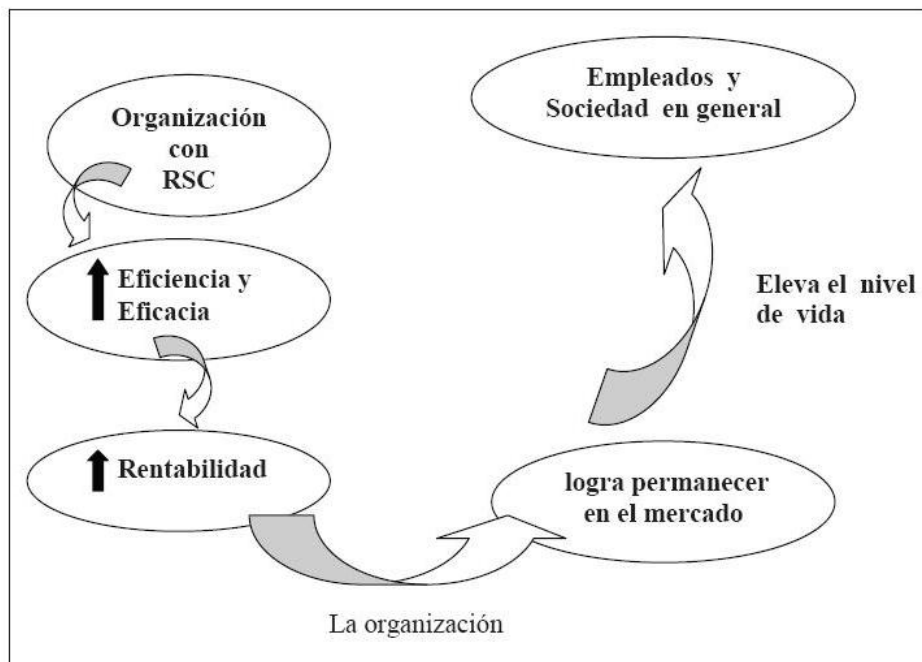 Organización
con
RSC
Eficiencia y
Eficacia
Rentabilidad
La organización
logra permanecer
en el mercado
Eleva el nivel
de vida
Empleados y
Sociedad en general